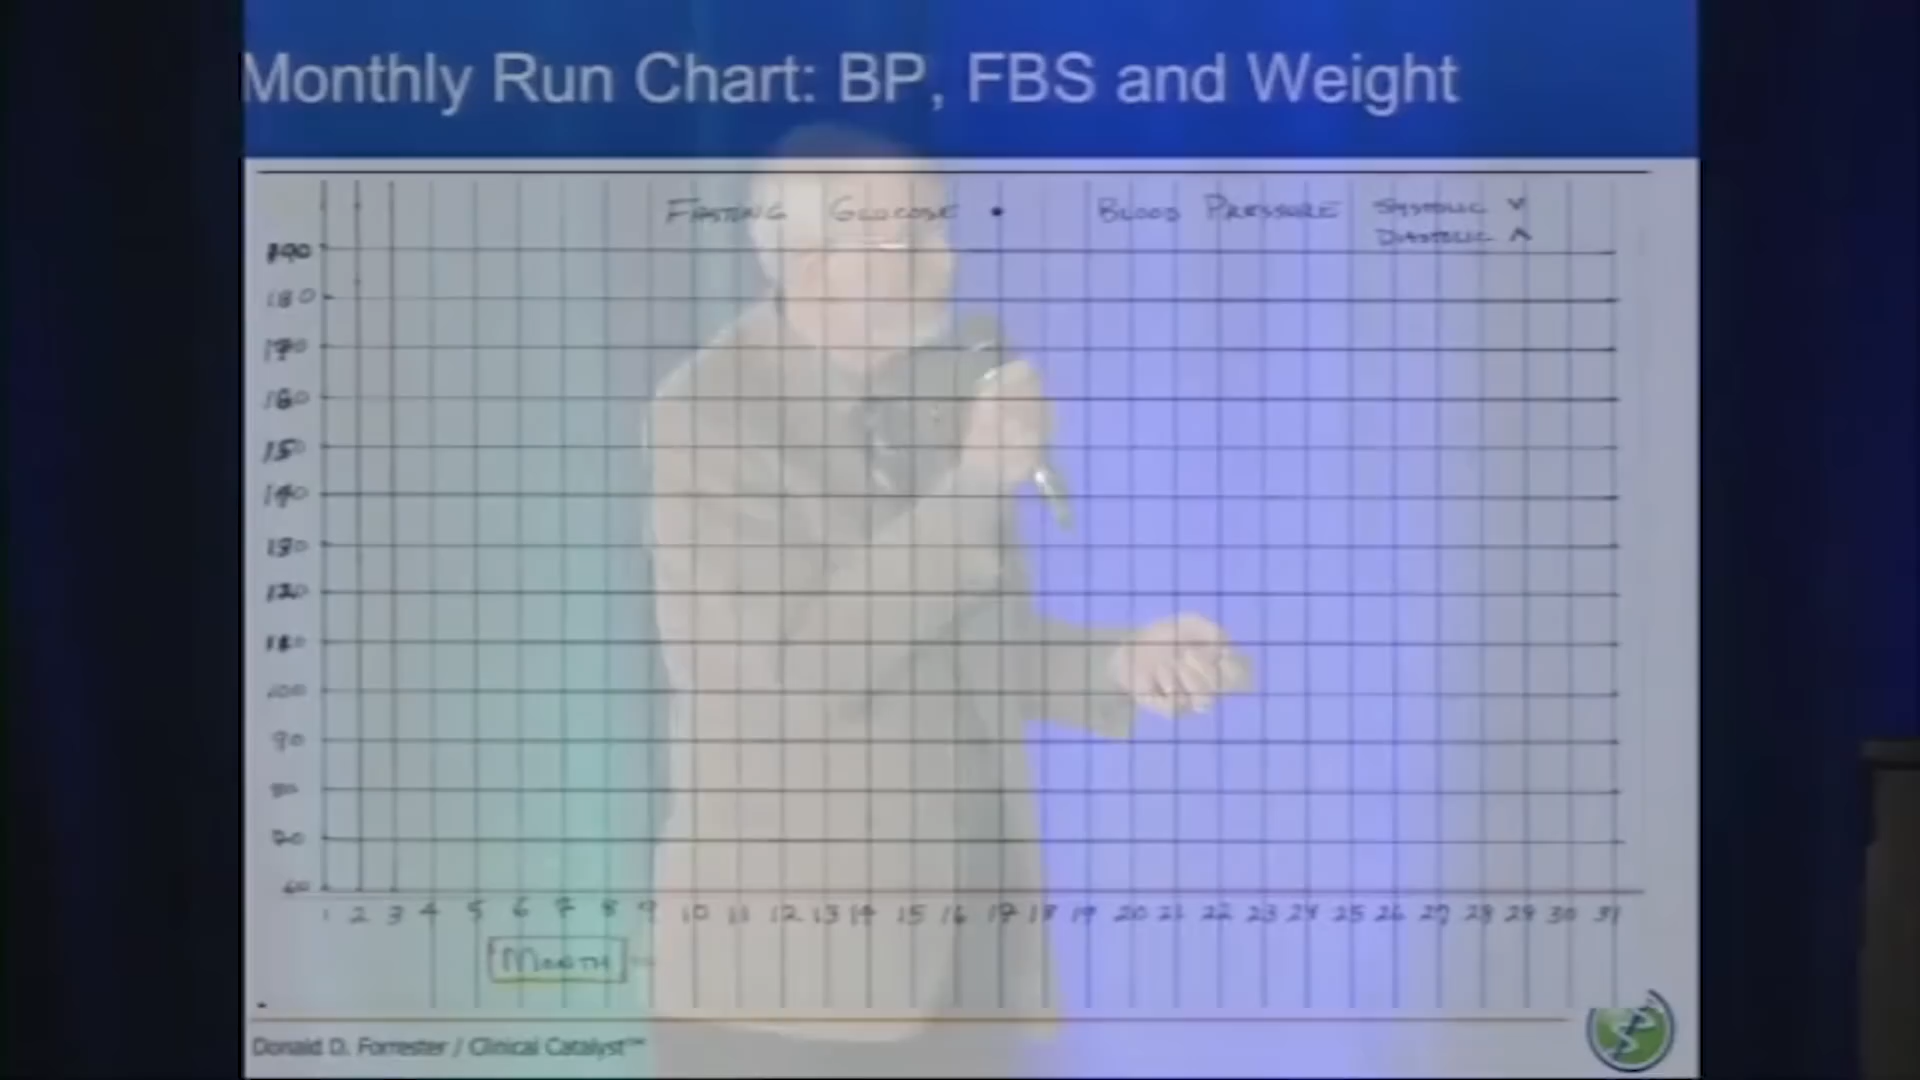 Monthly Run Chart: BP, FBS and Weight
FASTING GLUCOSE • BLOOD PRESSURE SYSTOLIC ∨
DIASTOLIC ∧
190
180
170
160
150
140
130
120
110
100
90
80
70
60
1 2 3 4 5 6 7 8 9 10 11 12 13 14 15 16 17 18 19 20 21 22 23 24 25 26 27 28 29 30 31
MONTH
Donald D. Forrester / Clinical Catalyst™